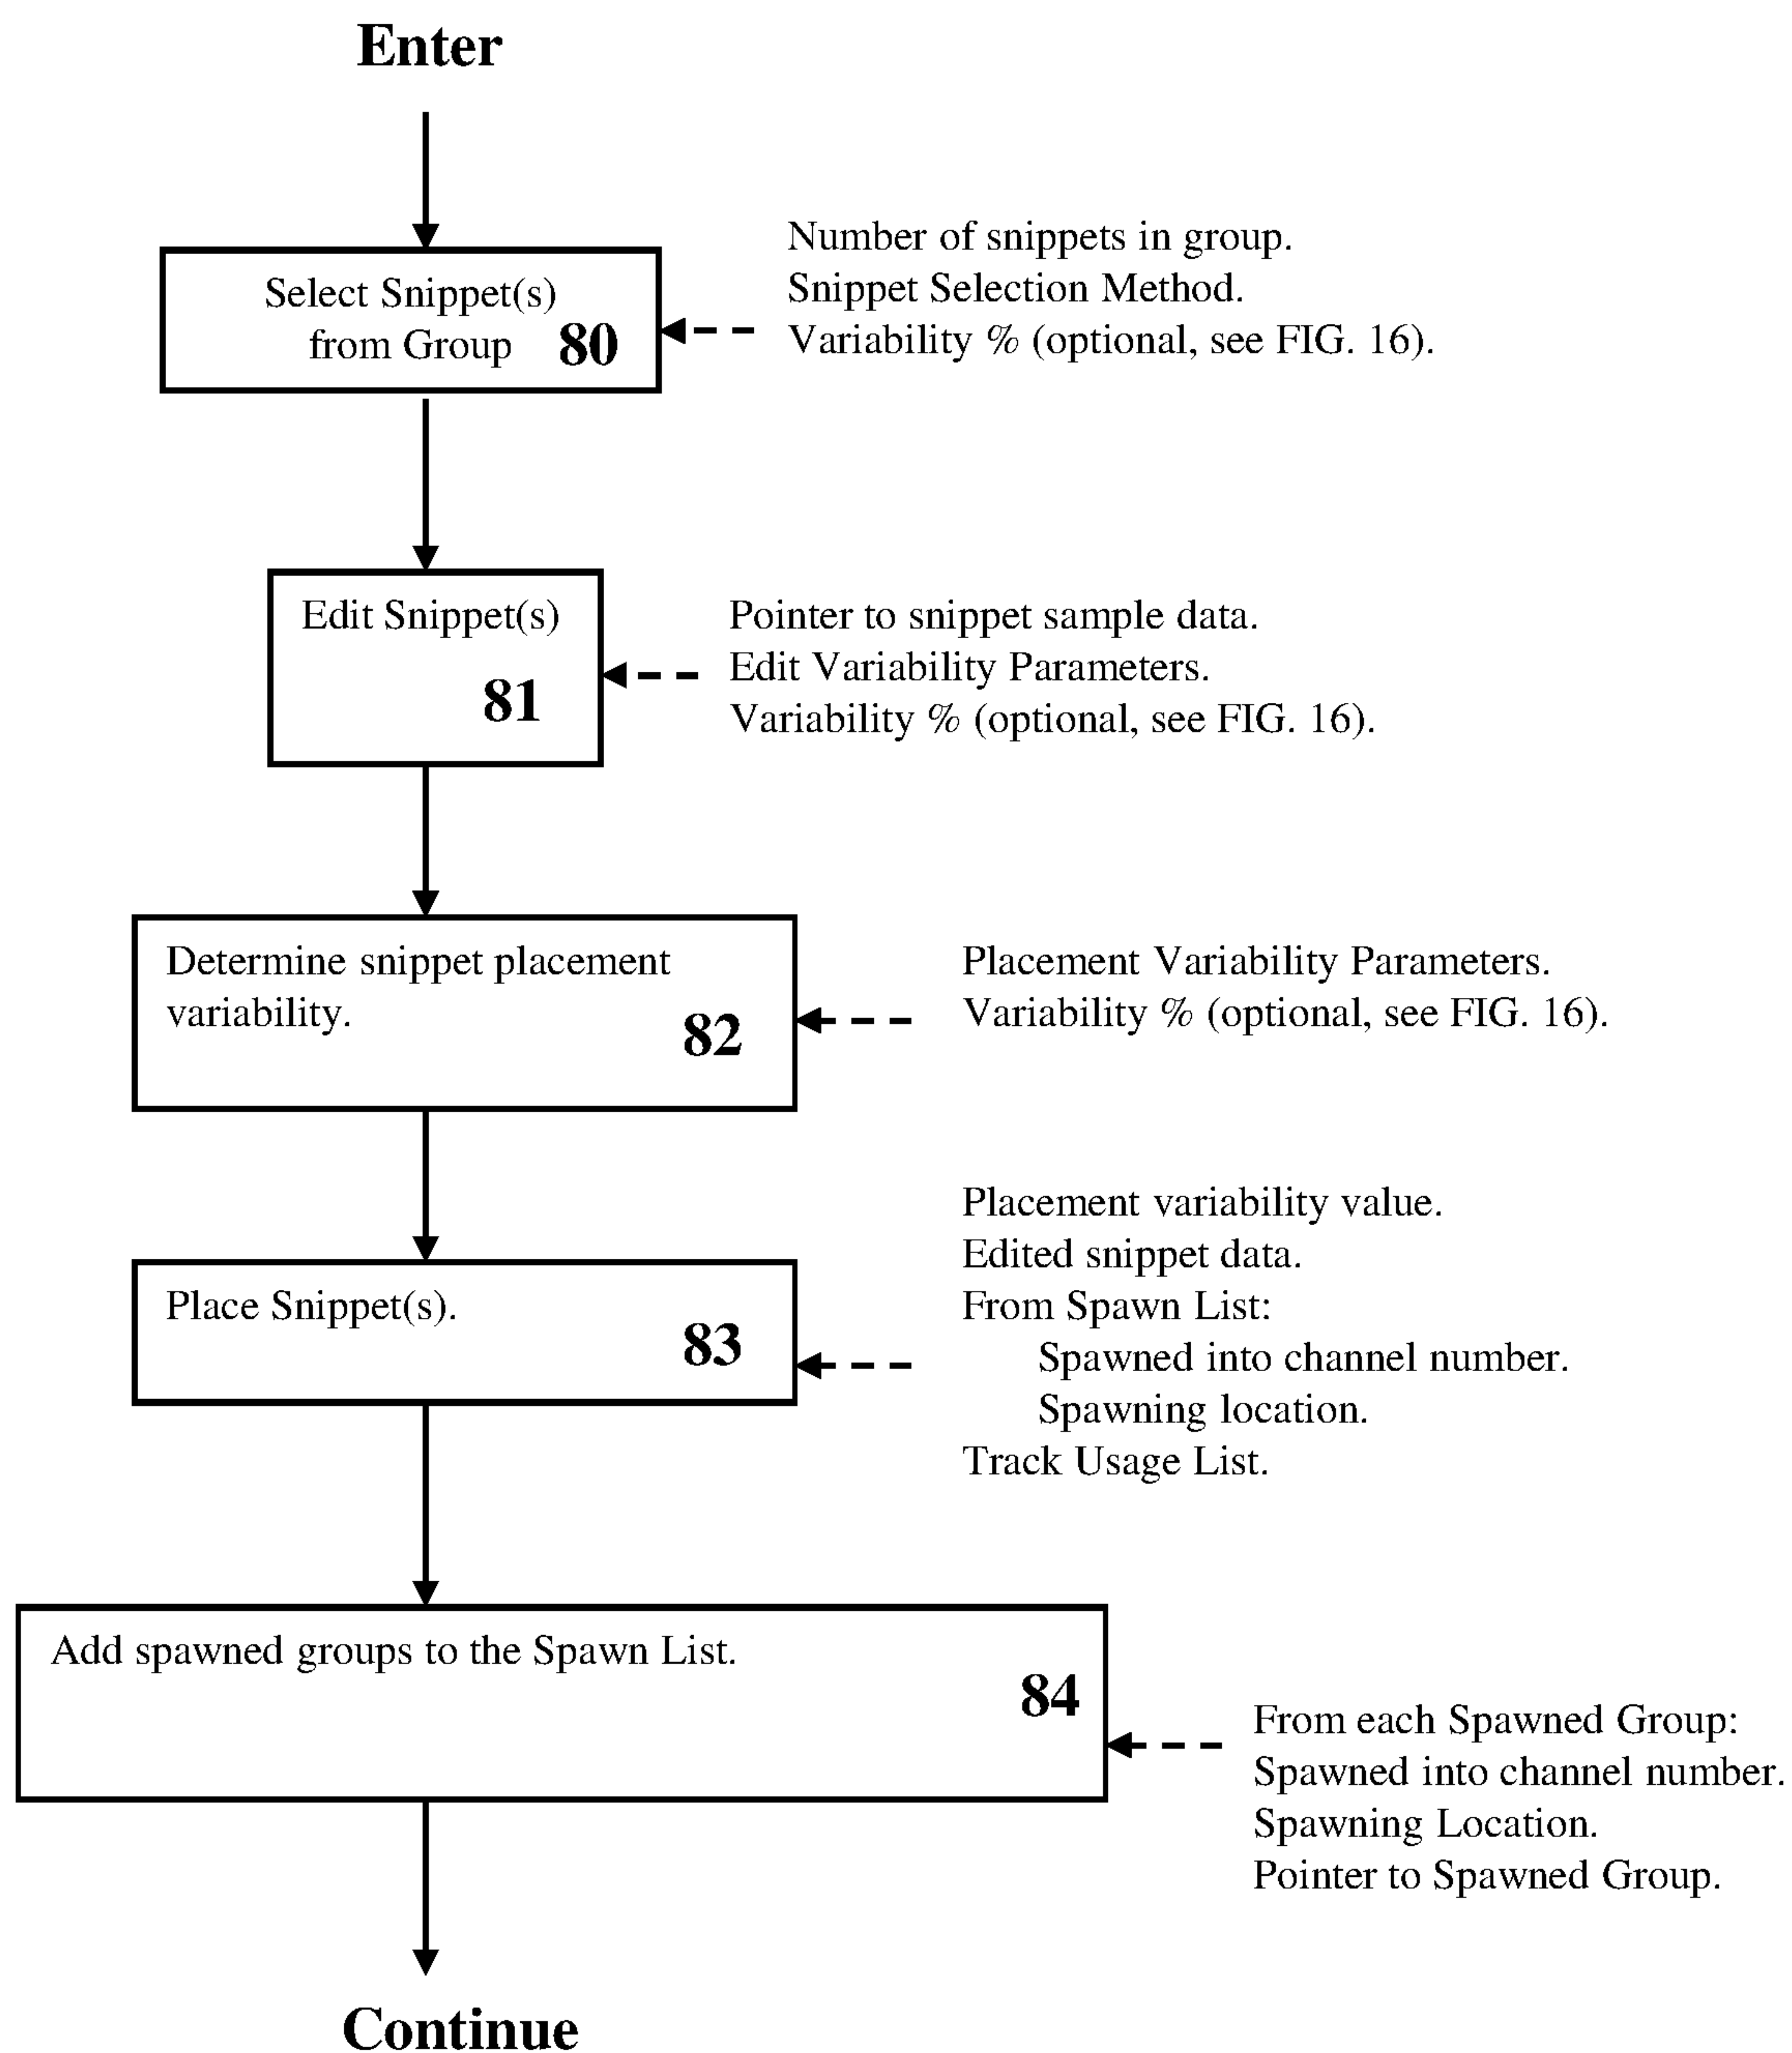 Enter
Select Snippet(s)
from Group 80
Number of snippets in group.
Snippet Selection Method.
Variability % (optional, see FIG. 16).
Edit Snippet(s)
81
Pointer to snippet sample data.
Edit Variability Parameters.
Variability % (optional, see FIG. 16).
Determine snippet placement
variability.
82
Placement Variability Parameters.
Variability % (optional, see FIG. 16).
Place Snippet(s).
83
Placement variability value.
Edited snippet data.
From Spawn List:
Spawned into channel number.
Spawning location.
Track Usage List.
Add spawned groups to the Spawn List.
84
From each Spawned Group:
Spawned into channel number.
Spawning Location.
Pointer to Spawned Group.
Continue